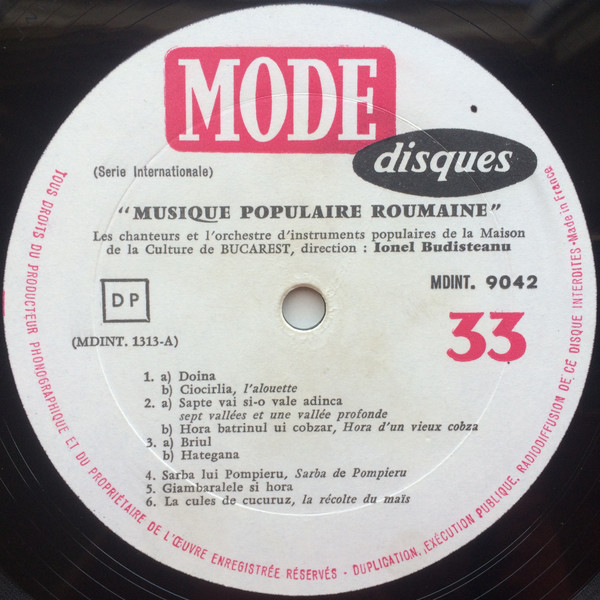 MODE
disques
(Serie Internationale)
"MUSIQUE POPULAIRE ROUMAINE"
Les chanteurs et l'orchestre d'instruments populaires de la Maison
de la Culture de BUCAREST, direction : Ionel Budisteanu
MDINT. 9042
DP
33
(MDINT. 1313-A)
1. a) Doina
b) Ciocirlia, l'alouette
2. a) Sapte vai si-o vale adinca
sept vallées et une vallée profonde
b) Hora batrinul ui cobzar, Hora d'un vieux cobza
3. a) Briul
b) Hategana
4. Sarba lui Pompieru, Sarba de Pompieru
5. Giambaralele si hora
6. La cules de cucuruz, la récolte du maïs
TOUS DROITS DU PRODUCTEUR PHONOGRAPHIQUE ET DU PROPRIÉTAIRE DE L'ŒUVRE ENREGISTRÉE RÉSERVÉS - DUPLICATION, EXÉCUTION PUBLIQUE, RADIODIFFUSION DE CE DISQUE INTERDITES - Made in France